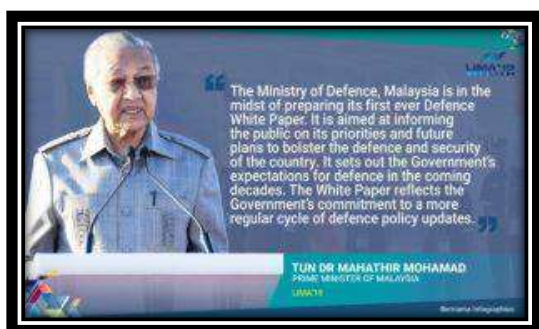 LIMA'19
“ The Ministry of Defence, Malaysia is in the
midst of preparing its first ever Defence
White Paper. It is aimed at informing
the public on its priorities and future
plans to bolster the defence and security
of the country. It sets out the Government's
expectations for defence in the coming
decades. The White Paper reflects the
Government's commitment to a more
regular cycle of defence policy updates. ”
TUN DR MAHATHIR MOHAMAD
PRIME MINISTER OF MALAYSIA
LIMA'19
Bernama Infographics